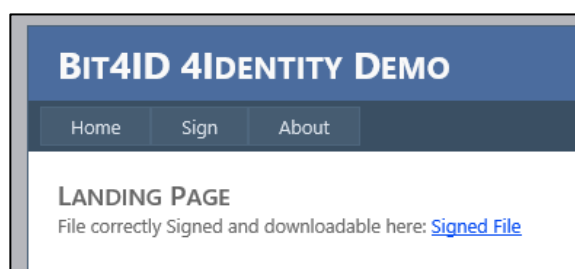 BIT4ID 4IDENTITY DEMO
Home Sign About
LANDING PAGE
File correctly Signed and downloadable here: Signed File